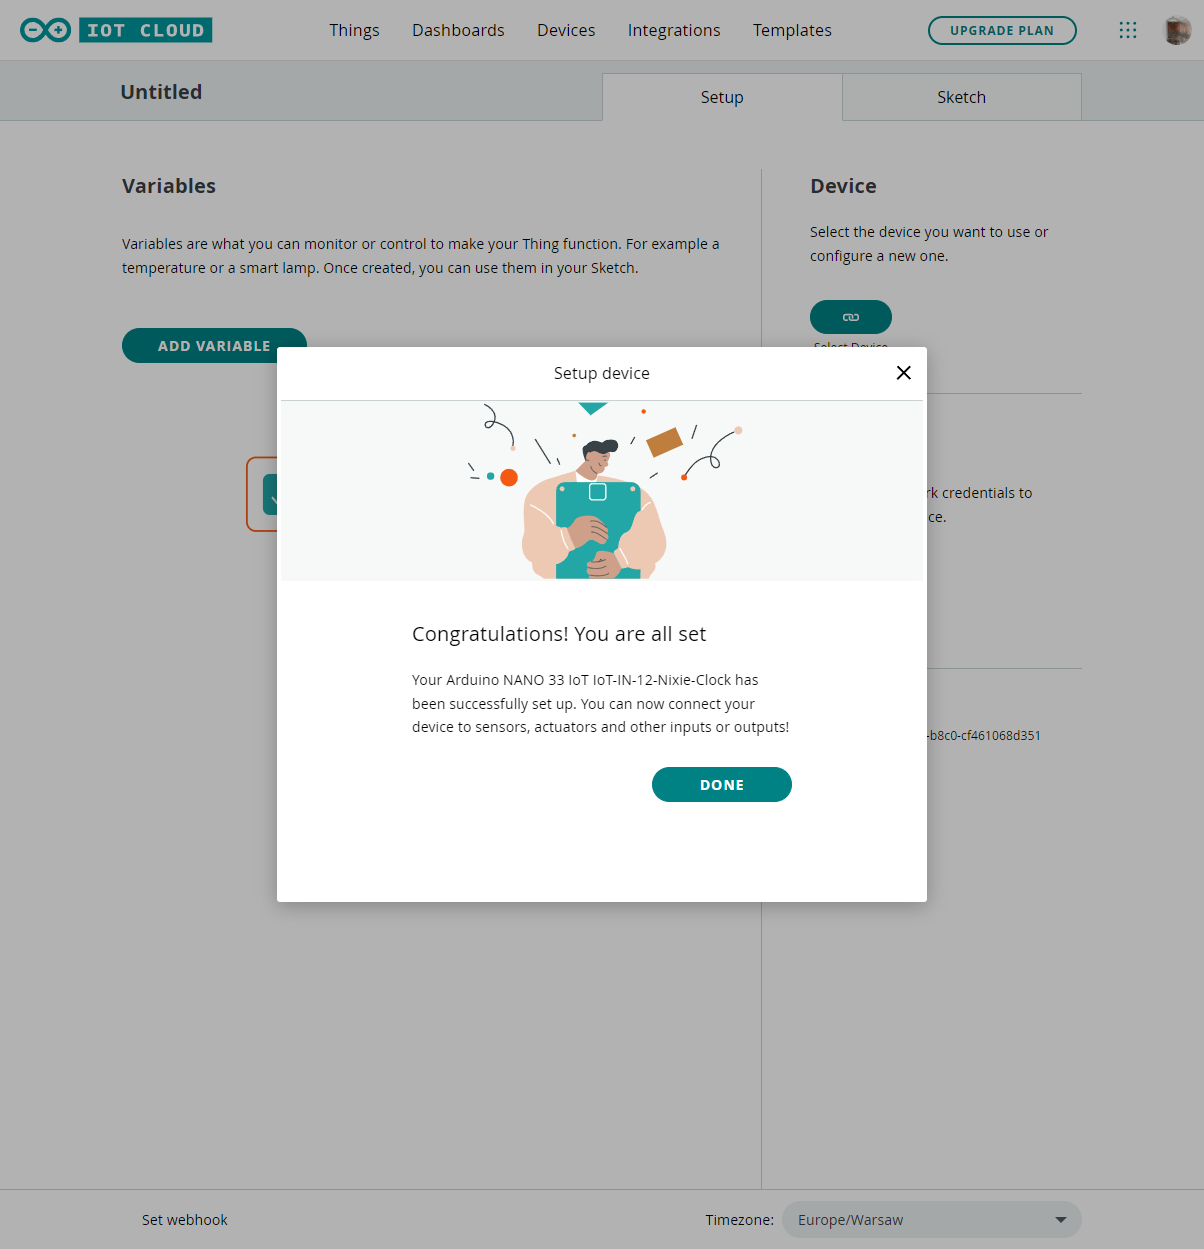 IOT CLOUD
Things
Dashboards
Devices
Integrations
Templates
UPGRADE PLAN
Untitled
Setup
Sketch
Variables
Variables are what you can monitor or control to make your Thing function. For example a
temperature or a smart lamp. Once created, you can use them in your Sketch.
ADD VARIABLE
Device
Select the device you want to use or
configure a new one.
Select Device
Setup device
Congratulations! You are all set
Your Arduino NANO 33 IoT IoT-IN-12-Nixie-Clock has
been successfully set up. You can now connect your
device to sensors, actuators and other inputs or outputs!
DONE
rk credentials to
ce.
-b8c0-cf461068d351
Set webhook
Timezone:
Europe/Warsaw